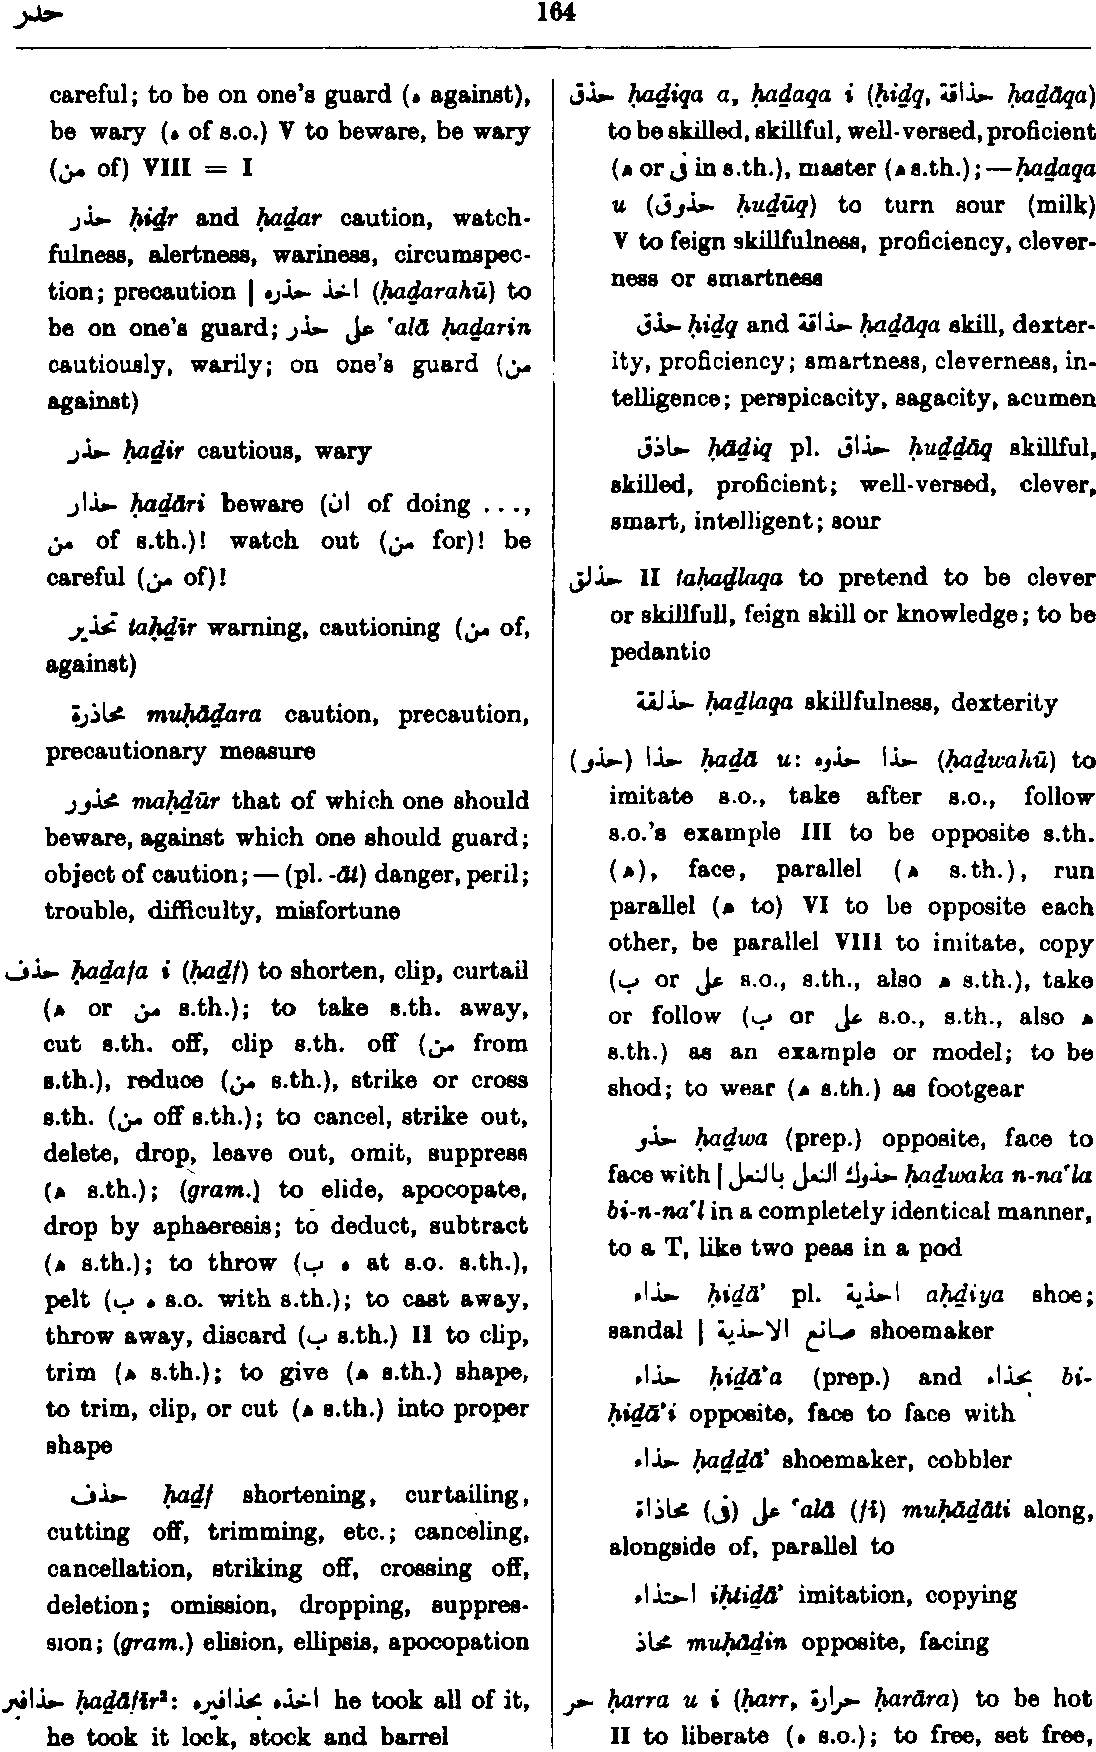 حذر
164
careful; to be on one's guard (ه against),
be wary (ه of s.o.) V to beware, be wary
(من of) VIII = I
حذر ḥiḏr and ḥaḏar caution, watch-
fulness, alertness, wariness, circumspec-
tion; precaution | اخذ حذره (ḥaḏarahū) to
be on one's guard; على حذر ʿalā ḥaḏarin
cautiously, warily; on one's guard (من
against)
حذر ḥaḏir cautious, wary
حذار ḥaḏāri beware (ان of doing ...,
من of s.th.)! watch out (من for)! be
careful (من of)!
تحذير taḥḏīr warning, cautioning (من of,
against)
محاذرة muḥāḏara caution, precaution,
precautionary measure
محذور maḥḏūr that of which one should
beware, against which one should guard;
object of caution; — (pl. -āt) danger, peril;
trouble, difficulty, misfortune
حذف ḥaḏafa i (ḥaḏf) to shorten, clip, curtail
(ه or من s.th.); to take s.th. away,
cut s.th. off, clip s.th. off (من from
s.th.), reduce (من s.th.), strike or cross
s.th. (من off s.th.); to cancel, strike out,
delete, drop, leave out, omit, suppress
(ه s.th.); (gram.) to elide, apocopate,
drop by aphaeresis; to deduct, subtract
(ه s.th.); to throw (ب ه at s.o. s.th.),
pelt (ب ه s.o. with s.th.); to cast away,
throw away, discard (ب s.th.) II to clip,
trim (ه s.th.); to give (ه s.th.) shape,
to trim, clip, or cut (ه s.th.) into proper
shape
حذف ḥaḏf shortening, curtailing,
cutting off, trimming, etc.; canceling,
cancellation, striking off, crossing off,
deletion; omission, dropping, suppres-
sion; (gram.) elision, ellipsis, apocopation
حذافير ḥaḏāfīr²: اخذه بحذافيره he took all of it,
he took it lock, stock and barrel
حذق ḥaḏiqa a, ḥaḏaqa i (ḥiḏq, حذاقة ḥaḏāqa)
to be skilled, skillful, well-versed, proficient
(ه or في in s.th.), master (ه s.th.); — ḥaḏaqa
u (حذوق ḥuḏūq) to turn sour (milk)
V to feign skillfulness, proficiency, clever-
ness or smartness
حذق ḥiḏq and حذاقة ḥaḏāqa skill, dexter-
ity, proficiency; smartness, cleverness, in-
telligence; perspicacity, sagacity, acumen
حاذق ḥāḏiq pl. حذاق ḥuḏḏāq skillful,
skilled, proficient; well-versed, clever,
smart, intelligent; sour
حذلق II taḥaḏlaqa to pretend to be clever
or skillfull, feign skill or knowledge; to be
pedantic
حذلقة ḥaḏlaqa skillfulness, dexterity
(حذو) حذا ḥaḏā u: حذا حذوه (ḥaḏwahū) to
imitate s.o., take after s.o., follow
s.o.'s example III to be opposite s.th.
(ه), face, parallel (ه s.th.), run
parallel (ه to) VI to be opposite each
other, be parallel VIII to imitate, copy
(ب or على s.o., s.th., also ه s.th.), take
or follow (ب or على s.o., s.th., also ه
s.th.) as an example or model; to be
shod; to wear (ه s.th.) as footgear
حذو ḥaḏwa (prep.) opposite, face to
face with | حذوك النعل بالنعل ḥaḏwaka n-naʿla
bi-n-naʿl in a completely identical manner,
to a T, like two peas in a pod
حذاء ḥiḏāʾ pl. احذية aḥḏiya shoe;
sandal | صانع الاحذية shoemaker
حذاء ḥiḏāʾa (prep.) and بحذاء bi-
ḥiḏāʾi opposite, face to face with
حذاء ḥaḏḏāʾ shoemaker, cobbler
على (في) محاذاة ʿalā (fī) muḥāḏāti along,
alongside of, parallel to
احتذاء iḥtiḏāʾ imitation, copying
محاذ muḥāḏin opposite, facing
حر ḥarra u i (ḥarr, حرارة ḥarāra) to be hot
II to liberate (ه s.o.); to free, set free,